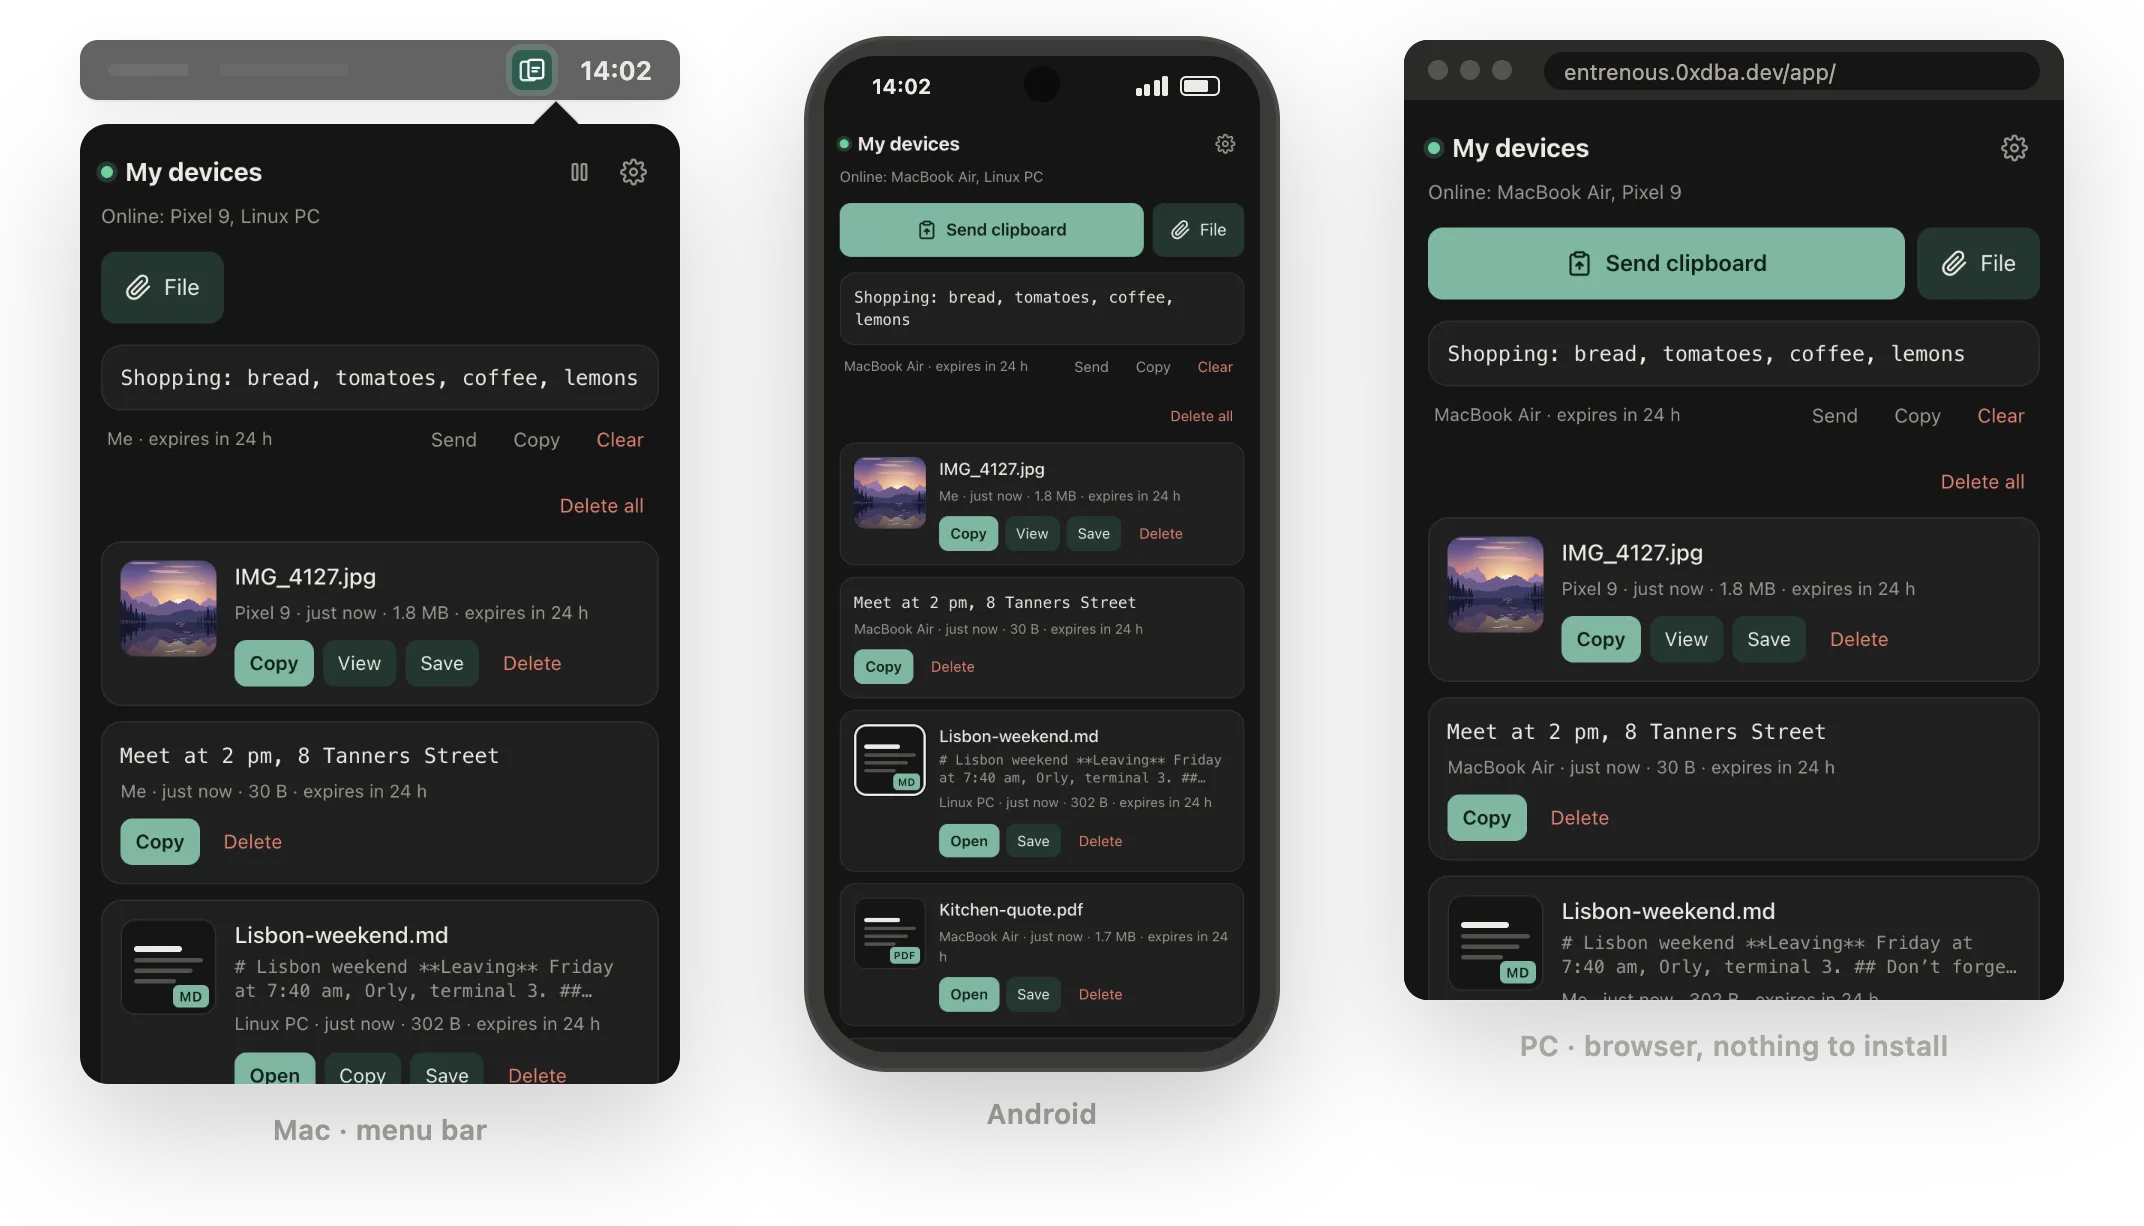 14:02
My devices
Online: Pixel 9, Linux PC
File
Shopping: bread, tomatoes, coffee, lemons
Me · expires in 24 h Send Copy Clear
Delete all
IMG_4127.jpg
Pixel 9 · just now · 1.8 MB · expires in 24 h
Copy View Save Delete
Meet at 2 pm, 8 Tanners Street
Me · just now · 30 B · expires in 24 h
Copy Delete
Lisbon-weekend.md
# Lisbon weekend **Leaving** Friday
at 7:40 am, Orly, terminal 3. ##…
MD
Linux PC · just now · 302 B · expires in 24 h
Open Copy Save Delete
Mac · menu bar
14:02
My devices
Online: MacBook Air, Linux PC
Send clipboard File
Shopping: bread, tomatoes, coffee,
lemons
MacBook Air · expires in 24 h Send Copy Clear
Delete all
IMG_4127.jpg
Me · just now · 1.8 MB · expires in 24 h
Copy View Save Delete
Meet at 2 pm, 8 Tanners Street
MacBook Air · just now · 30 B · expires in 24 h
Copy Delete
Lisbon-weekend.md
# Lisbon weekend **Leaving** Friday
at 7:40 am, Orly, terminal 3. ##…
MD
Linux PC · just now · 302 B · expires in 24 h
Open Save Delete
Kitchen-quote.pdf
MacBook Air · just now · 1.7 MB · expires in 24
h
PDF
Open Save Delete
Android
entrenous.0xdba.dev/app/
My devices
Online: MacBook Air, Pixel 9
Send clipboard File
Shopping: bread, tomatoes, coffee, lemons
MacBook Air · expires in 24 h Send Copy Clear
Delete all
IMG_4127.jpg
Pixel 9 · just now · 1.8 MB · expires in 24 h
Copy View Save Delete
Meet at 2 pm, 8 Tanners Street
MacBook Air · just now · 30 B · expires in 24 h
Copy Delete
Lisbon-weekend.md
# Lisbon weekend **Leaving** Friday at
7:40 am, Orly, terminal 3. ## Don’t forge…
MD
Me · just now · 302 B · expires in 24 h
PC · browser, nothing to install